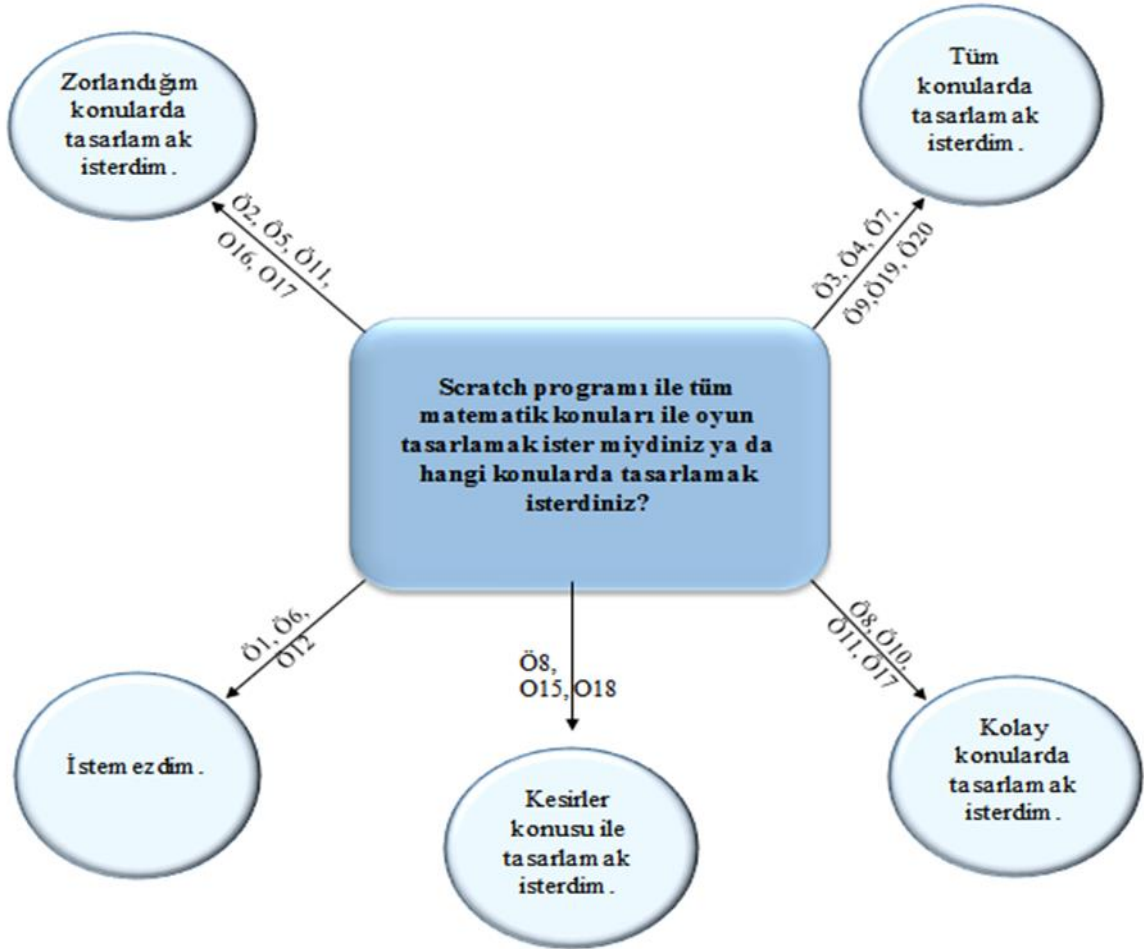 Zorlandığım
konularda
tasarlamak
isterdim.
Tüm
konularda
tasarlamak
isterdim.
Ö2, Ö5, Ö11,
Ö16, Ö17
Ö3, Ö4, Ö7,
Ö9,Ö19, Ö20
Scratch programı ile tüm
matematik konuları ile oyun
tasarlamak ister miydiniz ya da
hangi konularda tasarlamak
isterdiniz?
Ö1, Ö6,
Ö12
Ö8,
Ö15, Ö18
Ö8, Ö10,
Ö11, Ö17
İstemezdim.
Kesirler
konusu ile
tasarlamak
isterdim.
Kolay
konularda
tasarlamak
isterdim.